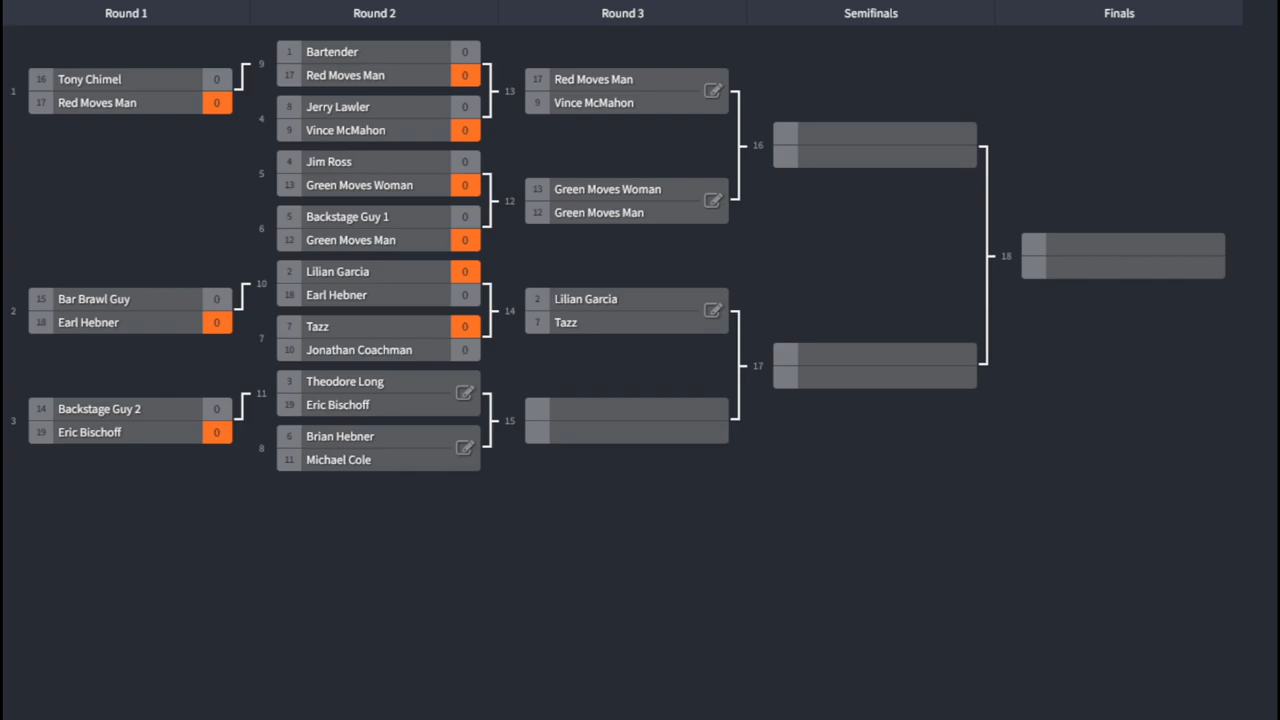 Round 1
Round 2
Round 3
Semifinals
Finals
1
16 Tony Chimel 0
17 Red Moves Man 0
2
15 Bar Brawl Guy 0
18 Earl Hebner 0
3
14 Backstage Guy 2 0
19 Eric Bischoff 0
9
1 Bartender 0
17 Red Moves Man 0
4
8 Jerry Lawler 0
9 Vince McMahon 0
5
4 Jim Ross 0
13 Green Moves Woman 0
6
5 Backstage Guy 1 0
12 Green Moves Man 0
10
2 Lilian Garcia 0
18 Earl Hebner 0
7
7 Tazz 0
10 Jonathan Coachman 0
11
3 Theodore Long
19 Eric Bischoff
8
6 Brian Hebner
11 Michael Cole
13
17 Red Moves Man
9 Vince McMahon
12
13 Green Moves Woman
12 Green Moves Man
14
2 Lilian Garcia
7 Tazz
15
16
17
18